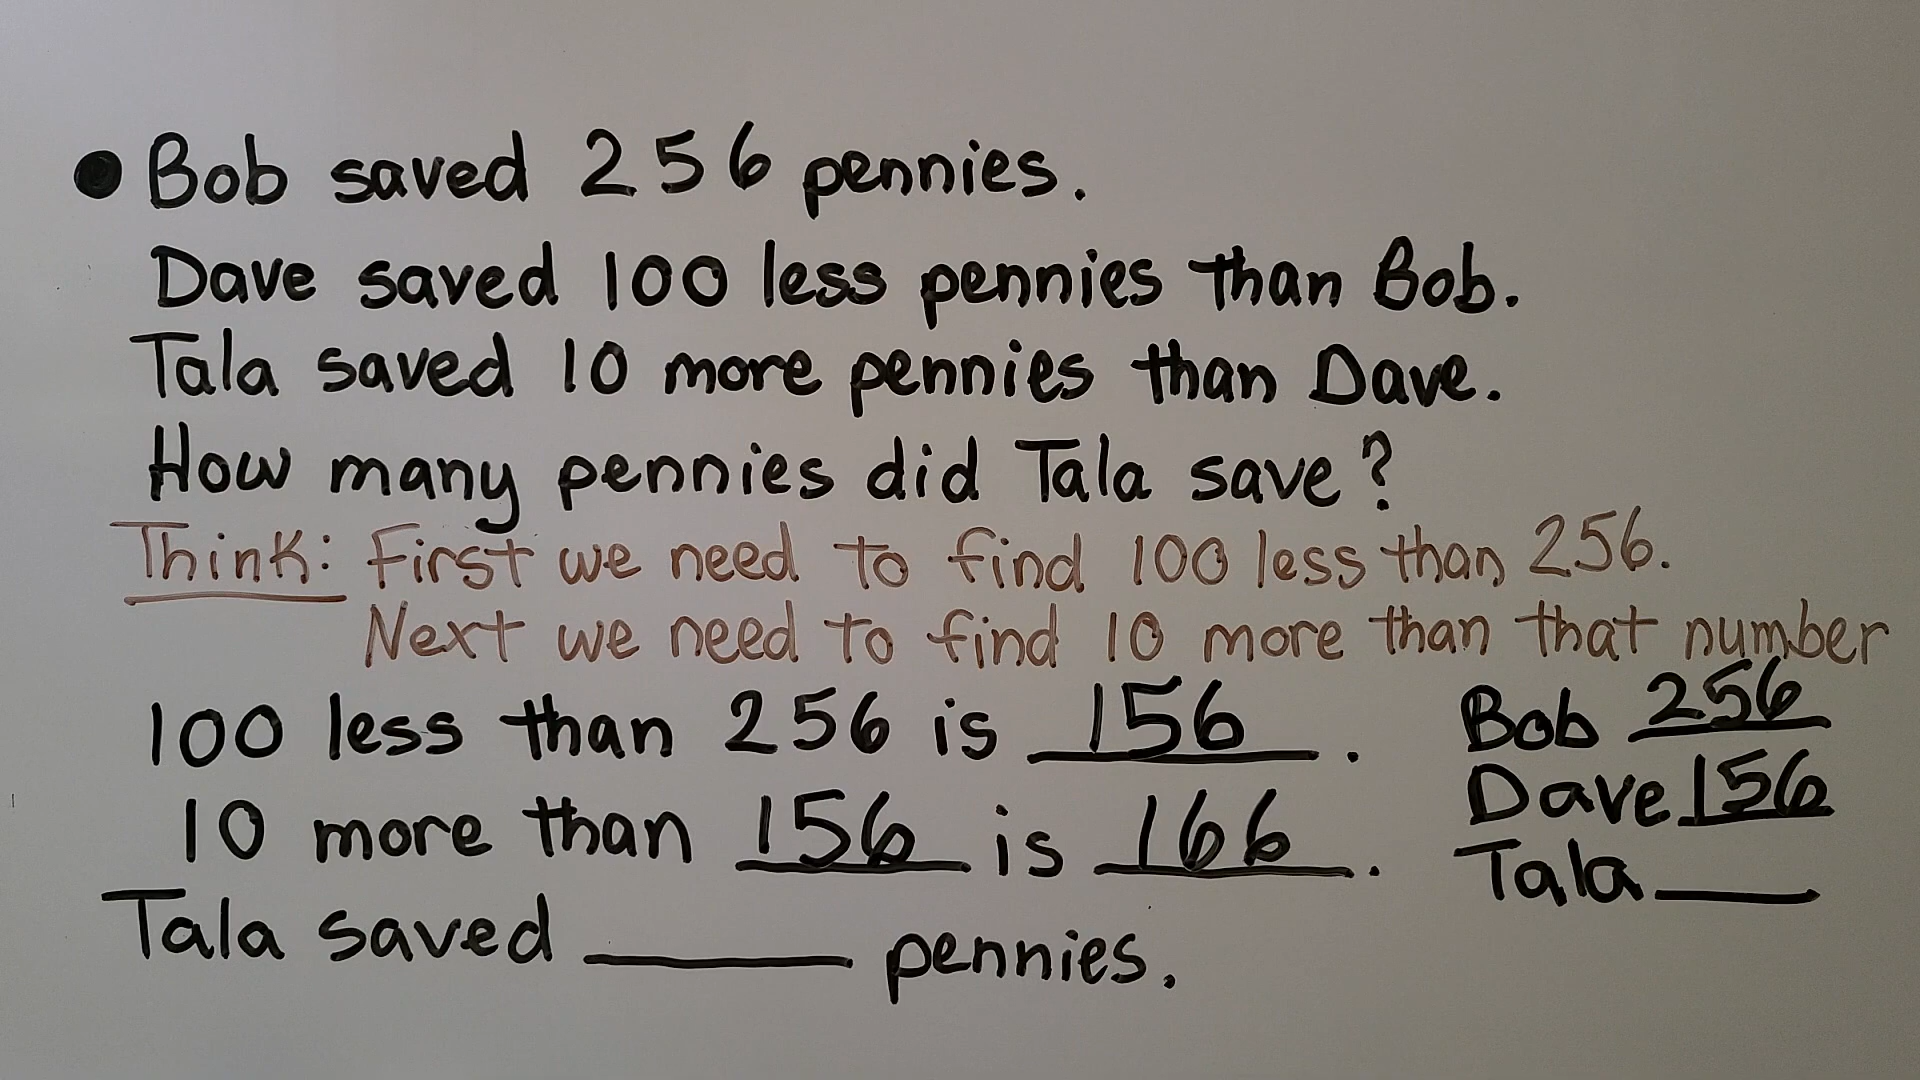 ● Bob saved 256 pennies.
Dave saved 100 less pennies than Bob.
Tala saved 10 more pennies than Dave.
How many pennies did Tala save?
Think: First we need to find 100 less than 256.
Next we need to find 10 more than that number
100 less than 256 is 156.
10 more than 156 is 166.
Tala saved ____ pennies.
Bob 256
Dave 156
Tala ____